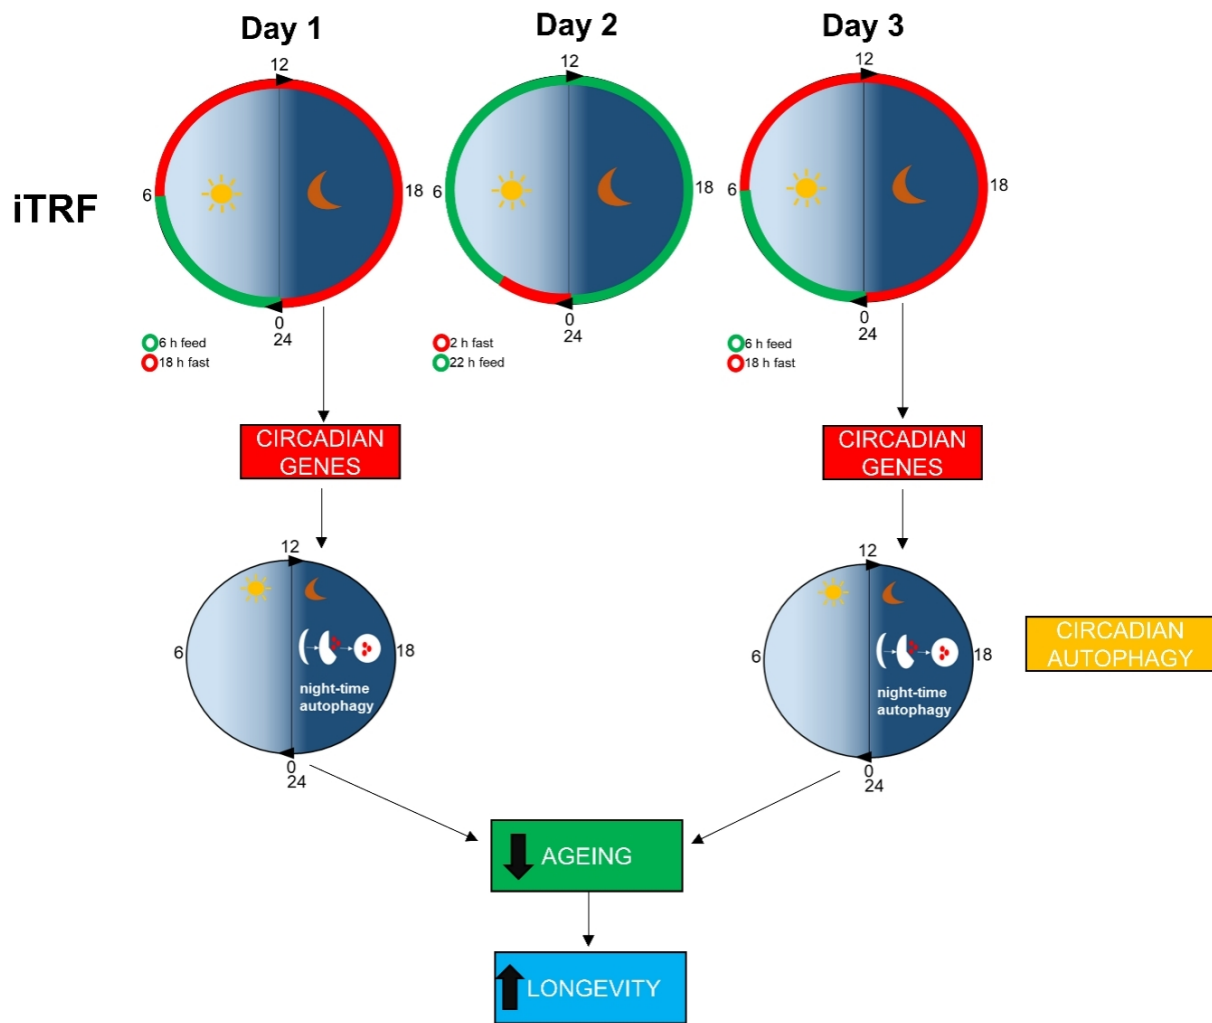 Day 1
Day 2
Day 3
12
12
12
iTRF
6
18
6
18
6
18
0
24
0
24
0
24
6 h feed
18 h fast
2 h fast
22 h feed
6 h feed
18 h fast
CIRCADIAN
GENES
CIRCADIAN
GENES
12
12
6
18
6
18
night-time
autophagy
night-time
autophagy
CIRCADIAN
AUTOPHAGY
0
24
0
24
AGEING
LONGEVITY